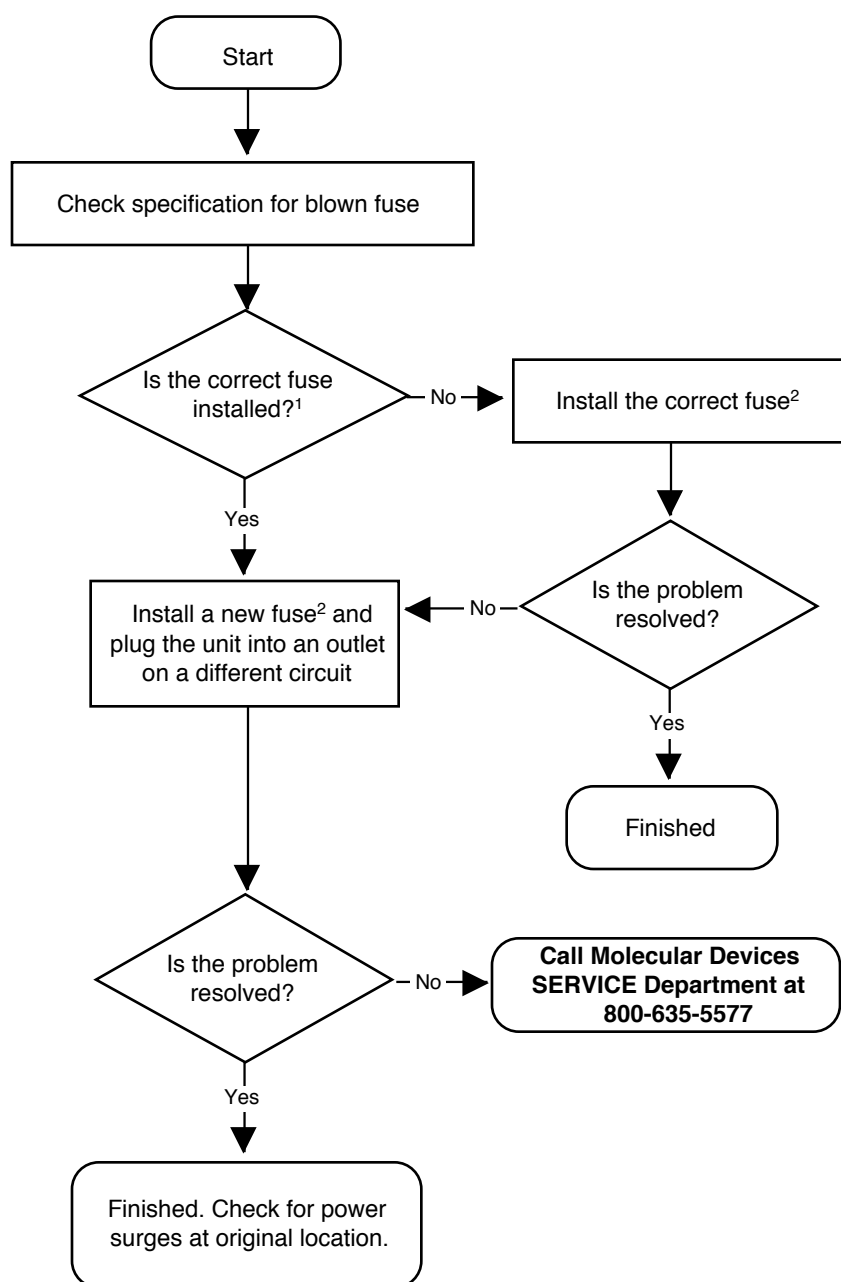 Start
Check specification for blown fuse
Is the correct fuse
installed?¹
No
Install the correct fuse²
Yes
Is the problem
resolved?
No
Install a new fuse² and
plug the unit into an outlet
on a different circuit
Yes
Finished
Is the problem
resolved?
No
Call Molecular Devices
SERVICE Department at
800-635-5577
Yes
Finished. Check for power
surges at original location.